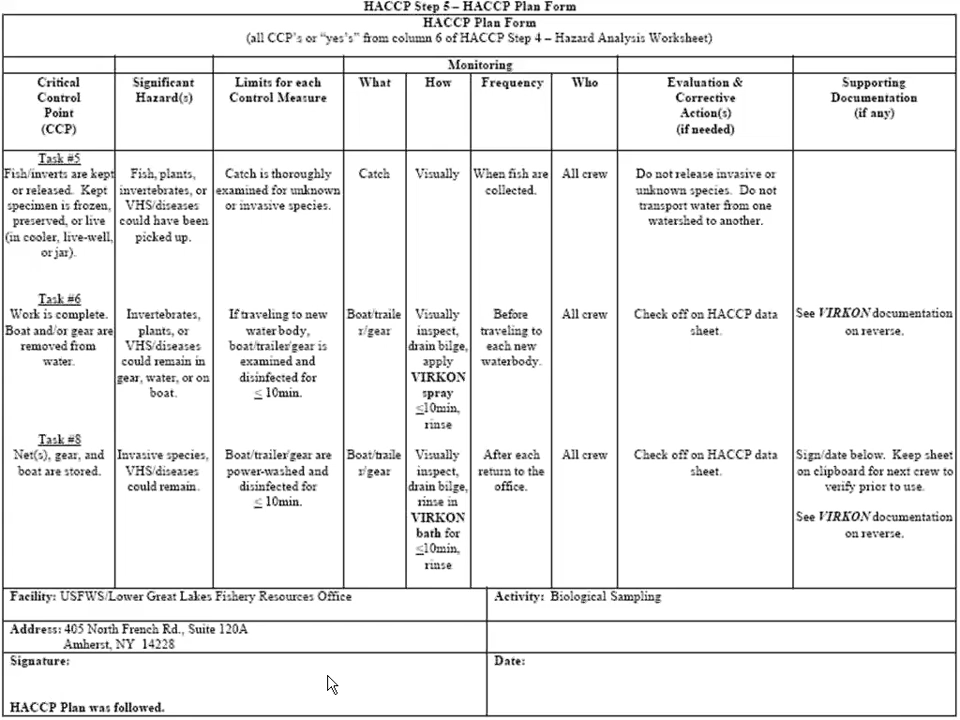 HACCP Step 5 – HACCP Plan Form
HACCP Plan Form
(all CCP's or "yes's" from column 6 of HACCP Step 4 – Hazard Analysis Worksheet)
Monitoring
Critical
Control
Point
(CCP)
Significant
Hazard(s)
Limits for each
Control Measure
What
How
Frequency
Who
Evaluation &
Corrective
Action(s)
(if needed)
Supporting
Documentation
(if any)
Task #5
Fish/inverts are kept
or released. Kept
specimen is frozen,
preserved, or live
(in cooler, live-well,
or jar).
Fish, plants,
invertebrates, or
VHS/diseases
could have been
picked up.
Catch is thoroughly
examined for unknown
or invasive species.
Catch
Visually
When fish are
collected.
All crew
Do not release invasive or
unknown species. Do not
transport water from one
watershed to another.
Task #6
Work is complete.
Boat and/or gear are
removed from
water.
Invertebrates,
plants, or
VHS/diseases
could remain in
gear, water, or on
boat.
If traveling to new
water body,
boat/trailer/gear is
examined and
disinfected for
≤ 10min.
Boat/traile
r/gear
Visually
inspect,
drain bilge,
apply
VIRKON
spray
≤10min,
rinse
Before
traveling to
each new
waterbody.
All crew
Check off on HACCP data
sheet.
See VIRKON documentation
on reverse.
Task #8
Net(s), gear, and
boat are stored.
Invasive species,
VHS/diseases
could remain.
Boat/trailer/gear are
power-washed and
disinfected for
≤ 10min.
Boat/traile
r/gear
Visually
inspect,
drain bilge,
rinse in
VIRKON
bath for
≤10min,
rinse
After each
return to the
office.
All crew
Check off on HACCP data
sheet.
Sign/date below. Keep sheet
on clipboard for next crew to
verify prior to use.
See VIRKON documentation
on reverse.
Facility: USFWS/Lower Great Lakes Fishery Resources Office
Activity: Biological Sampling
Address: 405 North French Rd., Suite 120A
Amherst, NY 14228
Signature:
Date:
HACCP Plan was followed.